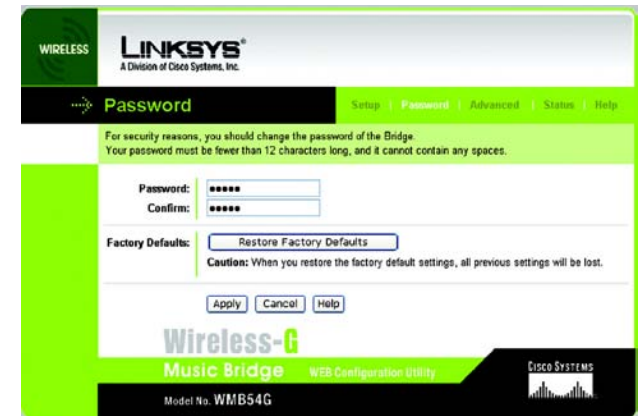 WIRELESS
LINKSYS®
A Division of Cisco Systems, Inc.
Password
Setup | Password | Advanced | Status | Help
For security reasons, you should change the password of the Bridge.
Your password must be fewer than 12 characters long, and it cannot contain any spaces.
Password: •••••
Confirm: •••••
Factory Defaults: Restore Factory Defaults
Caution: When you restore the factory default settings, all previous settings will be lost.
Apply Cancel Help
Wireless-G
Music Bridge WEB Configuration Utility
CISCO SYSTEMS
Model No. WMB54G